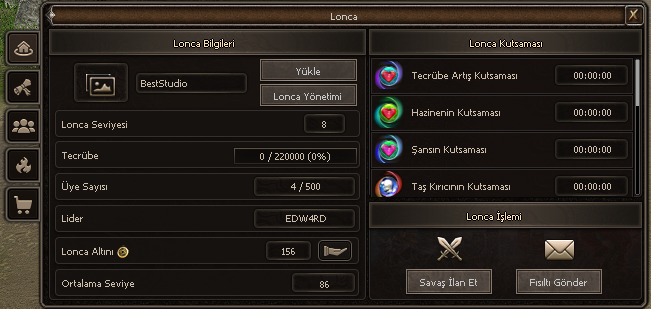 Lonca
Lonca Bilgileri
BestStudio
Yükle
Lonca Yönetimi
Lonca Seviyesi 8
Tecrübe 0 / 220000 (0%)
Üye Sayısı 4 / 500
Lider EDW4RD
Lonca Altını 156
Ortalama Seviye 86
Lonca Kutsaması
Tecrübe Artış Kutsaması 00:00:00
Hazinenin Kutsaması 00:00:00
Şansın Kutsaması 00:00:00
Taş Kırıcının Kutsaması 00:00:00
Lonca İşlemi
Savaş İlan Et
Fısıltı Gönder